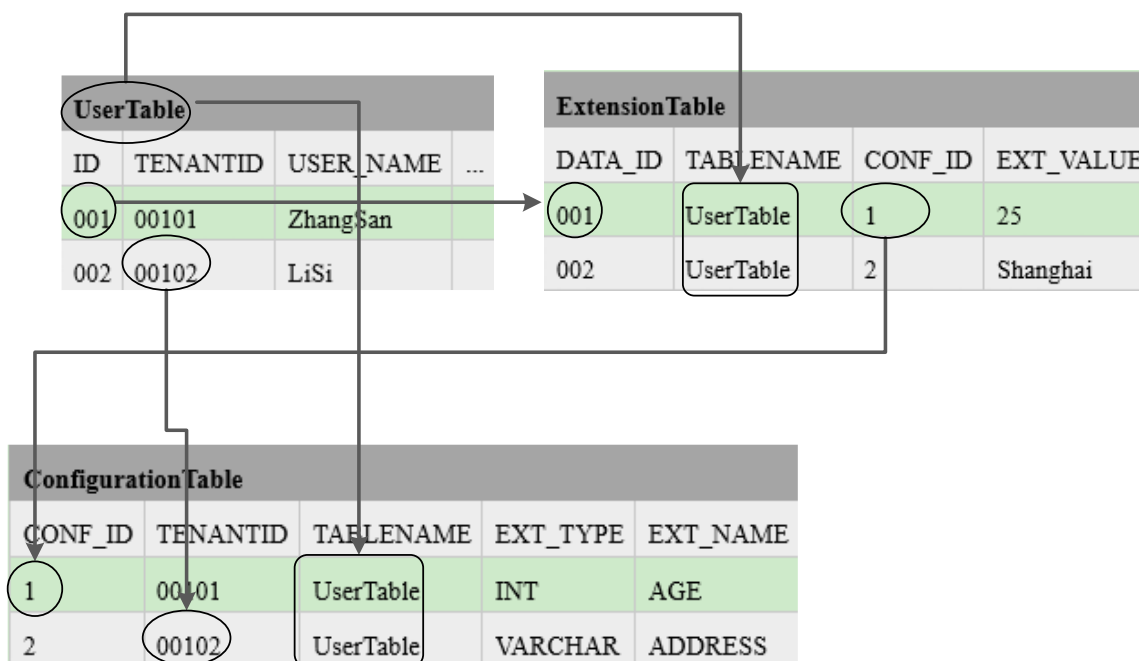 UserTable
ID TENANTID USER_NAME ...
001 00101 ZhangSan
002 00102 LiSi
ExtensionTable
DATA_ID TABLENAME CONF_ID EXT_VALUE
001 UserTable 1 25
002 UserTable 2 Shanghai
ConfigurationTable
CONF_ID TENANTID TABLENAME EXT_TYPE EXT_NAME
1 00101 UserTable INT AGE
2 00102 UserTable VARCHAR ADDRESS